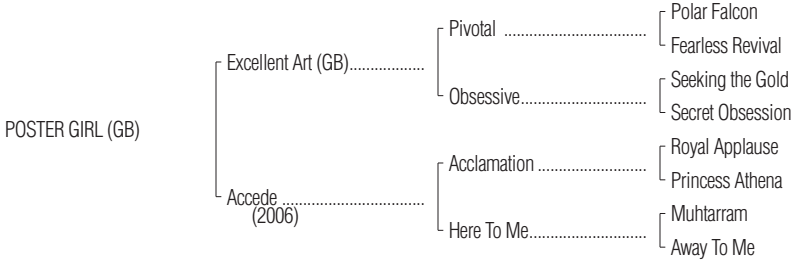 Polar Falcon
Pivotal ..................................
Fearless Revival
Excellent Art (GB)..................
Seeking the Gold
Obsessive..............................
Secret Obsession
POSTER GIRL (GB)
Royal Applause
Acclamation ..........................
Princess Athena
Accede ..................................
(2006)
Muhtarram
Here To Me............................
Away To Me